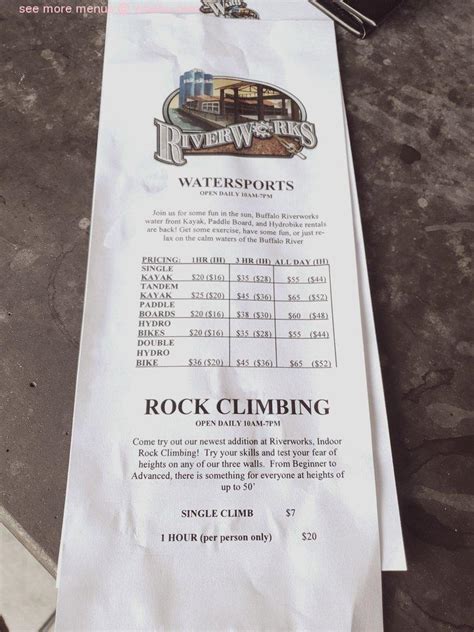 see more menus @
RIVERWORKS
WATERSPORTS
OPEN DAILY 10AM-7PM
Join us for some fun in the sun, Buffalo Riverworks
water front Kayak, Paddle Board, and Hydrobike rentals
are back! Get some exercise, have some fun, or just re-
lax on the calm waters of the Buffalo River
PRICING: 1HR (IH) 3 HR (IH) ALL DAY (IH)
SINGLE
KAYAK $20 ($16) $35 ($28) $55 ($44)
TANDEM
KAYAK $25 ($20) $45 ($36) $65 ($52)
PADDLE
BOARDS $20 ($16) $38 ($30) $60 ($48)
HYDRO
BIKES $20 ($16) $35 ($28) $55 ($44)
DOUBLE
HYDRO
BIKE $36 ($20) $45 ($36) $65 ($52)
ROCK CLIMBING
OPEN DAILY 10AM-7PM
Come try out our newest addition at Riverworks, Indoor
Rock Climbing! Try your skills and test your fear of
heights on any of our three walls. From Beginner to
Advanced, there is something for everyone at heights of
up to 50'
SINGLE CLIMB $7
1 HOUR (per person only) $20